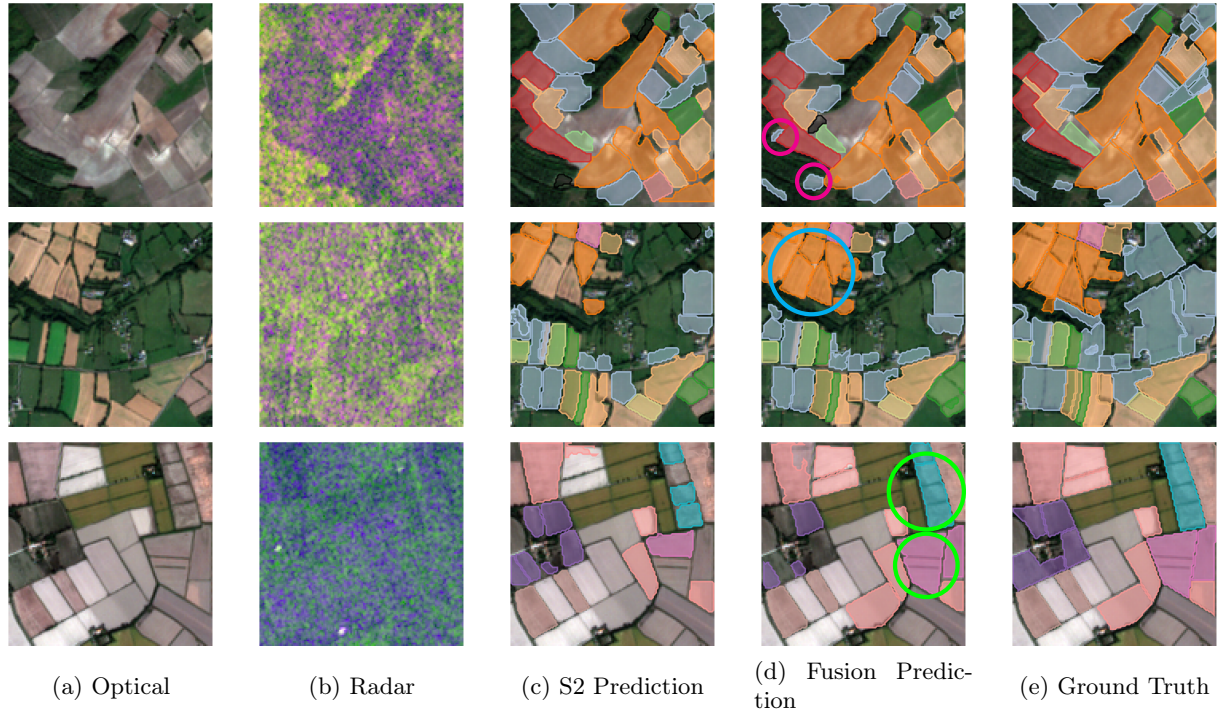 (a) Optical
(b) Radar
(c) S2 Prediction
(d) Fusion Predic-
tion
(e) Ground Truth